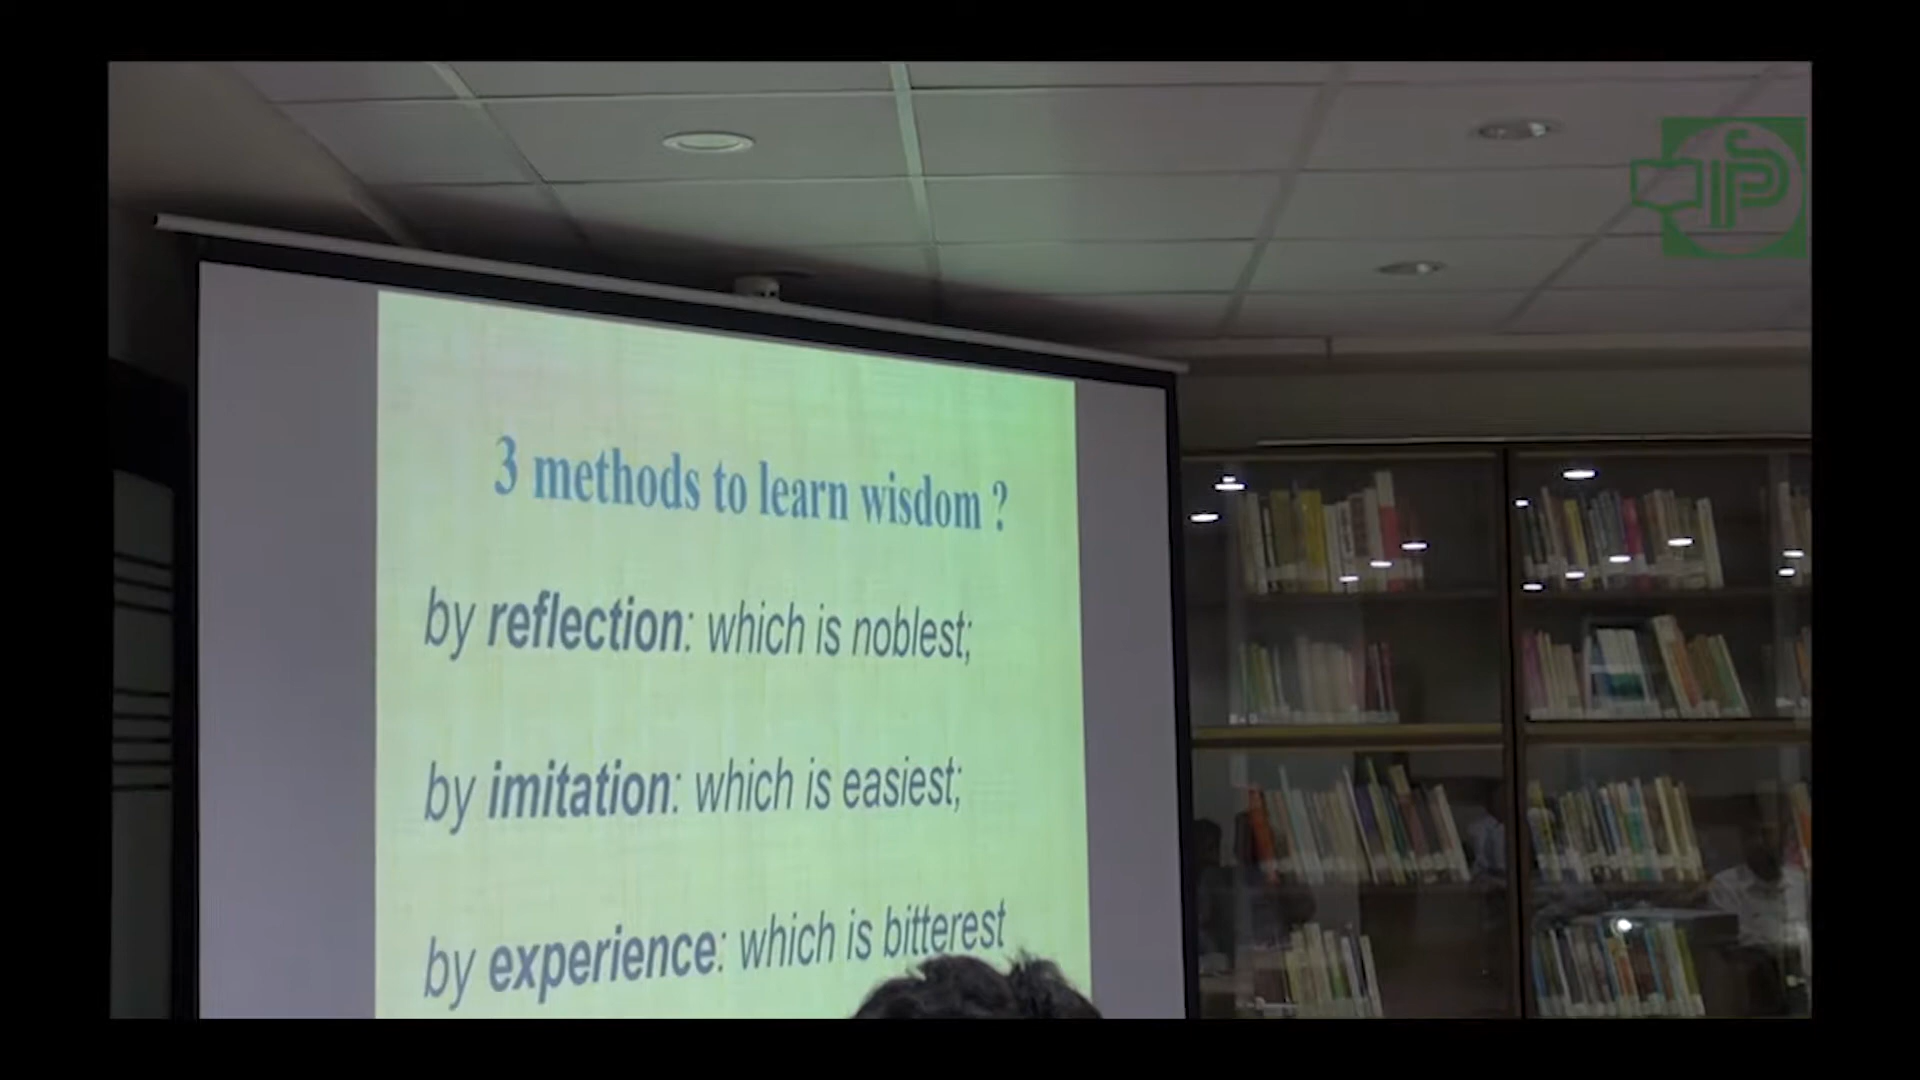 3 methods to learn wisdom ?
by reflection: which is noblest;
by imitation: which is easiest;
by experience: which is bitterest